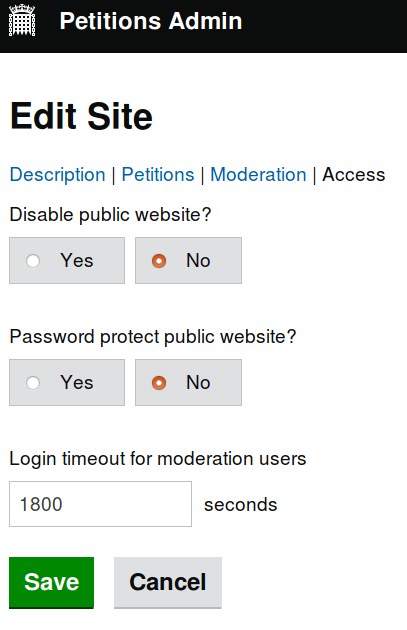 Petitions Admin
Edit Site
Description | Petitions | Moderation | Access
Disable public website?
Yes No
Password protect public website?
Yes No
Login timeout for moderation users
1800 seconds
Save Cancel